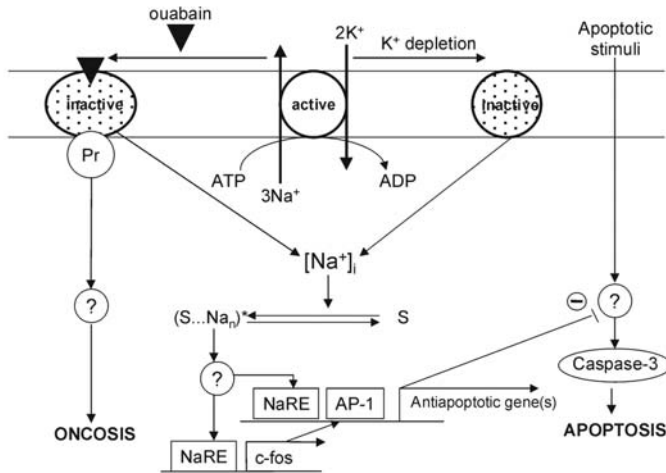 ouabain
2K⁺
K⁺ depletion
Apoptotic
stimuli
inactive
active
inactive
Pr
ATP
3Na⁺
ADP
[Na⁺]ᵢ
?
(S...Naₙ)*
S
−
?
?
Caspase-3
NaRE
AP-1
Antiapoptotic gene(s)
ONCOSIS
APOPTOSIS
NaRE
c-fos